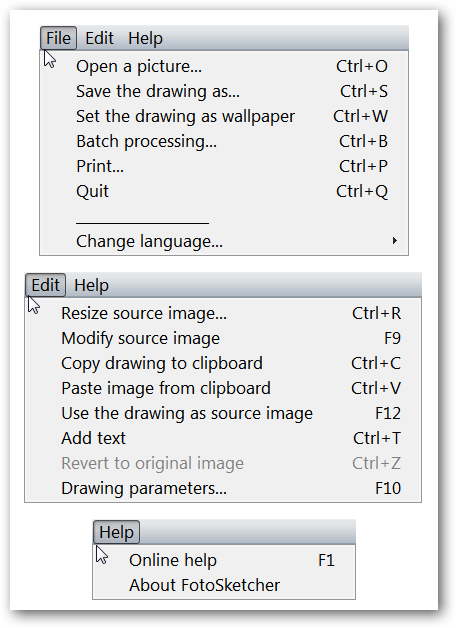 File Edit Help
Open a picture... Ctrl+O
Save the drawing as... Ctrl+S
Set the drawing as wallpaper Ctrl+W
Batch processing... Ctrl+B
Print... Ctrl+P
Quit Ctrl+Q
_______________
Change language...
Edit Help
Resize source image... Ctrl+R
Modify source image F9
Copy drawing to clipboard Ctrl+C
Paste image from clipboard Ctrl+V
Use the drawing as source image F12
Add text Ctrl+T
Revert to original image Ctrl+Z
Drawing parameters... F10
Help
Online help F1
About FotoSketcher